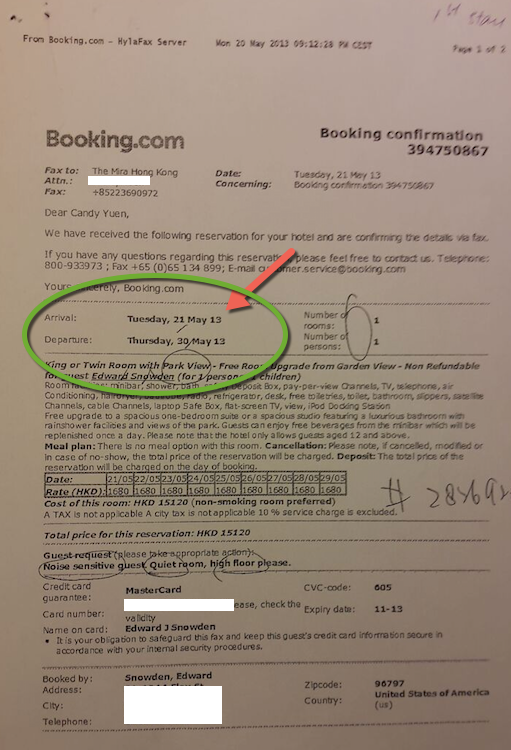 1st stay
From Booking.com - HylaFax Server Mon 20 May 2013 09:12:28 PM CEST Page 1 of 2
Booking.com
Booking confirmation
394750867
Fax to: The Mira Hong Kong Date: Tuesday, 21 May 13
Attn.: Concerning: Booking confirmation 394750867
Fax: +85223690972
Dear Candy Yuen,
We have received the following reservation for your hotel and are confirming the details via fax.
If you have any questions regarding this reservation, please feel free to contact us. Telephone:
800-933973 ; Fax +65 (0)65 134 899; E-mail customer.service@booking.com
Yours sincerely, Booking.com
Arrival: Tuesday, 21 May 13 Number of rooms: 1
Departure: Thursday, 30 May 13 Number of persons: 1
King or Twin Room with Park View - Free Room Upgrade from Garden View - Non Refundable
for guest Edward Snowden (for 1 person, children)
Room facilities: minibar, shower, bath, safety Deposit Box, pay-per-view Channels, TV, telephone, air
Conditioning, hairdryer, bathrobe, radio, refrigerator, desk, free toiletries, toilet, bathroom, slippers, satellite
Channels, cable Channels, laptop Safe Box, flat-screen TV, view, iPod Docking Station
Free upgrade to a spacious one-bedroom suite or a spacious studio featuring a luxurious bathroom with
rainshower facilities and views of the park. Guests can enjoy free beverages from the minibar which will be
replenished once a day. Please note that the hotel only allows guests aged 12 and above.
Meal plan: There is no meal option with this room. Cancellation: Please note, if cancelled, modified or
in case of no-show, the total price of the reservation will be charged. Deposit: The total price of the
reservation will be charged on the day of booking.
Date: 21/05 22/05 23/05 24/05 25/05 26/05 27/05 28/05 29/05
Rate (HKD): 1680 1680 1680 1680 1680 1680 1680 1680 1680
Cost of this room: HKD 15120 (non-smoking room preferred)
A TAX is not applicable A city tax is not applicable 10 % service charge is excluded.
Total price for this reservation: HKD 15120
Guest request (please take appropriate action):
Noise sensitive guest, Quiet room, high floor please.
Credit card guarantee: MasterCard CVC-code: 605
Card number: ease, check the validity Expiry date: 11-13
Name on card: Edward J Snowden
• It is your obligation to safeguard this fax and keep this guest's credit card information secure in
accordance with your internal security procedures.
Booked by: Snowden, Edward Zipcode: 96797
Address: Country: United States of America (us)
City:
Telephone: